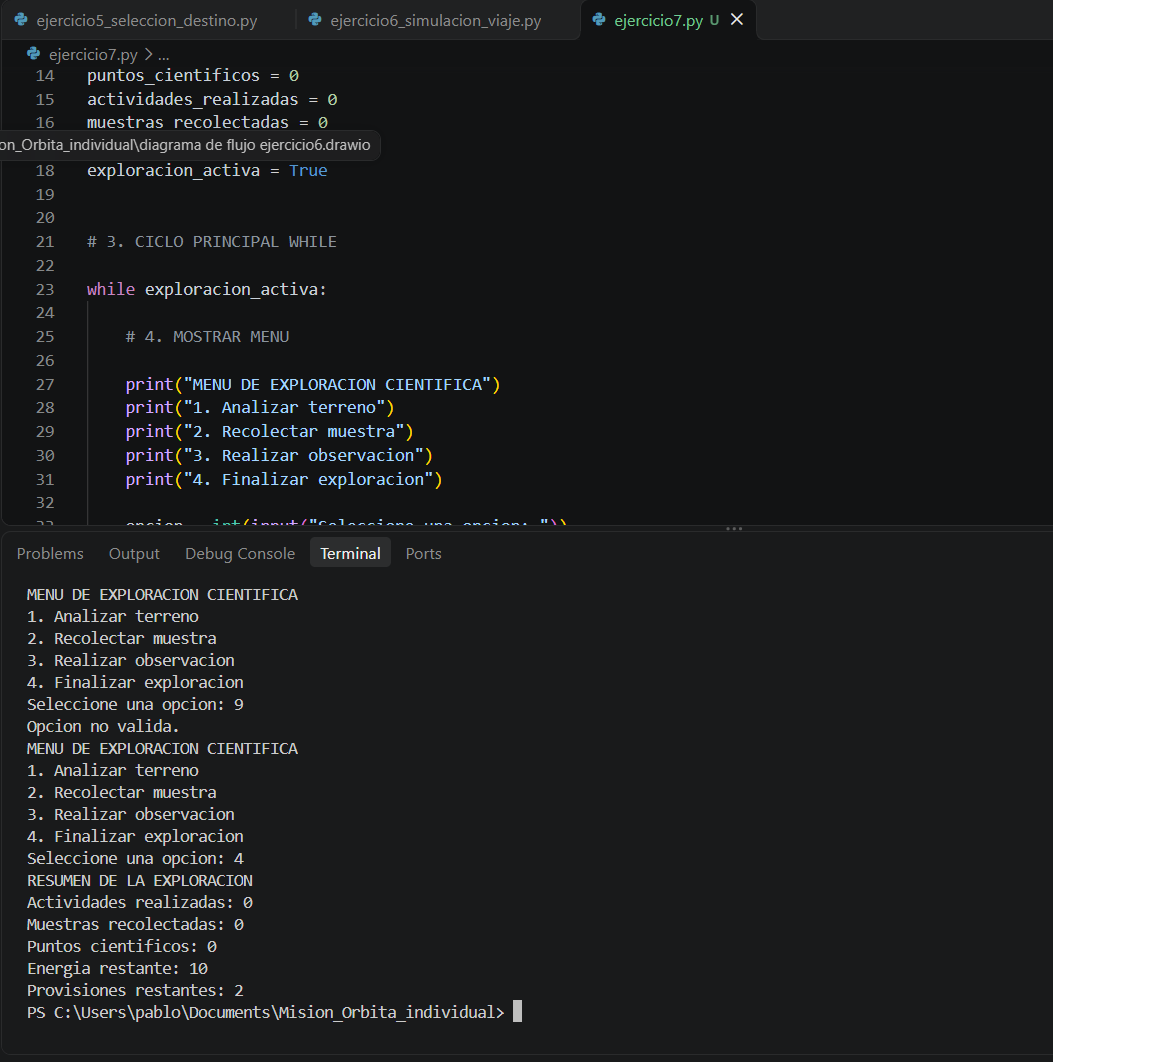 ejercicio5_seleccion_destino.py ejercicio6_simulacion_viaje.py ejercicio7.py U
ejercicio7.py > ...
14 puntos_cientificos = 0
15 actividades_realizadas = 0
16 muestras_recolectadas = 0
on_Orbita_individual\diagrama de flujo ejercicio6.drawio
18 exploracion_activa = True
19
20
21 # 3. CICLO PRINCIPAL WHILE
22
23 while exploracion_activa:
24
25 # 4. MOSTRAR MENU
26
27 print("MENU DE EXPLORACION CIENTIFICA")
28 print("1. Analizar terreno")
29 print("2. Recolectar muestra")
30 print("3. Realizar observacion")
31 print("4. Finalizar exploracion")
32
33 opcion = int(input("Seleccione una opcion: "))
Problems Output Debug Console Terminal Ports
MENU DE EXPLORACION CIENTIFICA
1. Analizar terreno
2. Recolectar muestra
3. Realizar observacion
4. Finalizar exploracion
Seleccione una opcion: 9
Opcion no valida.
MENU DE EXPLORACION CIENTIFICA
1. Analizar terreno
2. Recolectar muestra
3. Realizar observacion
4. Finalizar exploracion
Seleccione una opcion: 4
RESUMEN DE LA EXPLORACION
Actividades realizadas: 0
Muestras recolectadas: 0
Puntos cientificos: 0
Energia restante: 10
Provisiones restantes: 2
PS C:\Users\pablo\Documents\Mision_Orbita_individual>